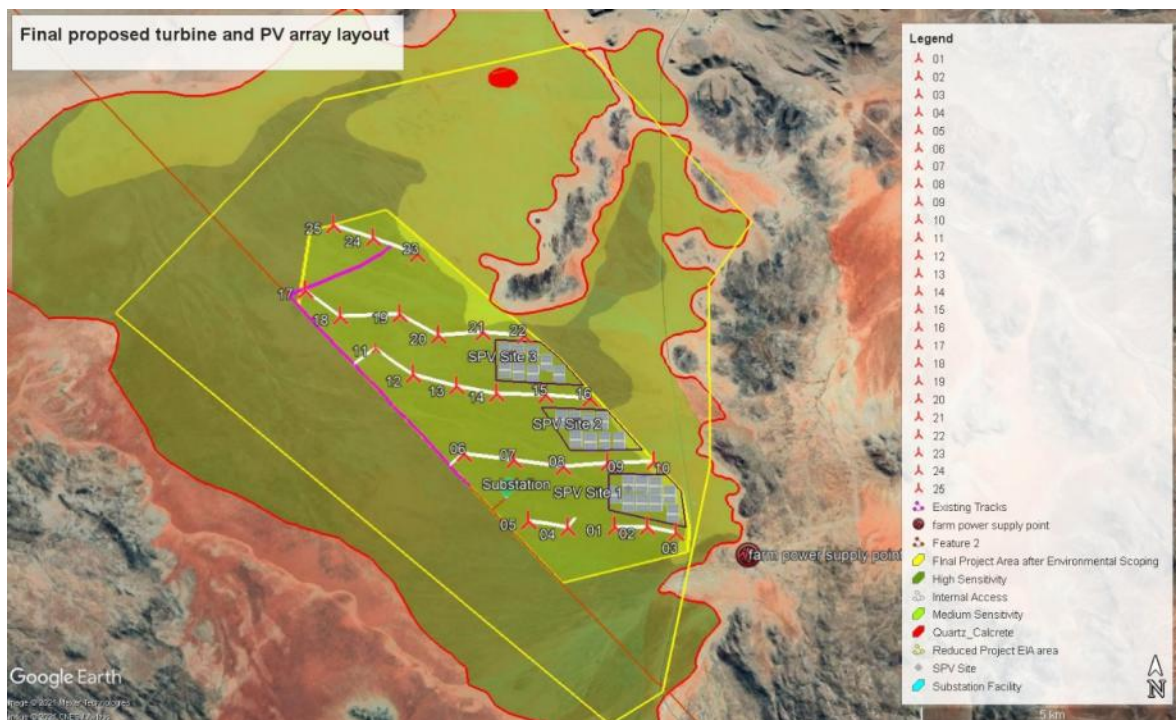 Final proposed turbine and PV array layout
Legend
01
02
03
04
05
06
07
08
09
10
11
12
13
14
15
16
17
18
19
20
21
22
23
24
25
Existing Tracks
farm power supply point
Feature 2
Final Project Area after Environmental Scoping
High Sensitivity
Internal Access
Medium Sensitivity
Quartz_Calcrete
Reduced Project EIA area
SPV Site
Substation Facility
N
5 km
25
24
23
17
18
19
20
21
22
SPV Site 3
11
12
13
14
15
16
SPV Site 2
06
07
08
09
10
Substation
SPV Site 1
05
04
01
02
03
farm power supply point
Google Earth